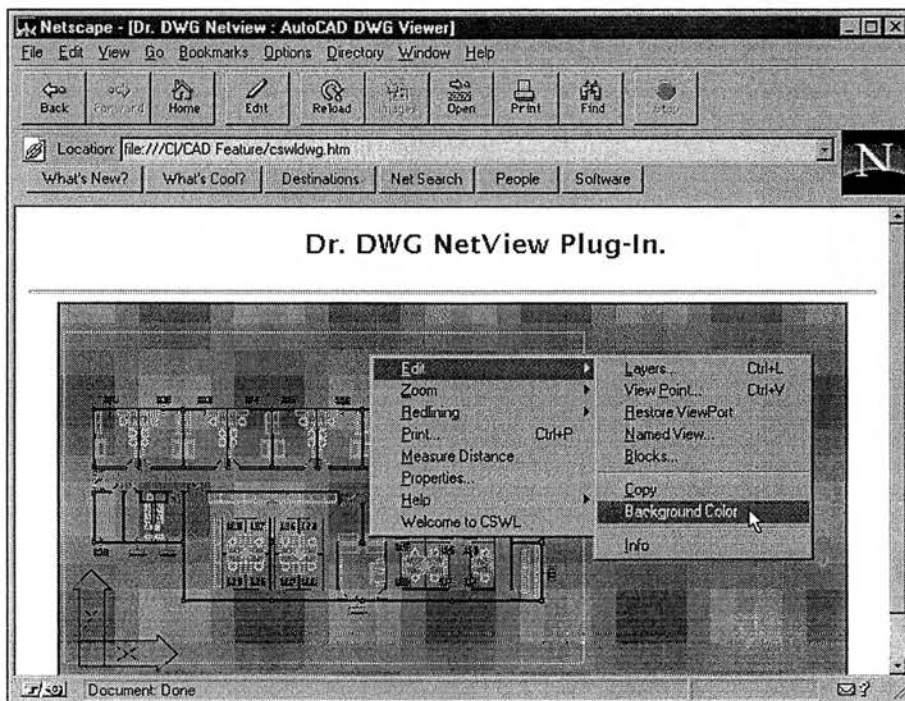 Netscape - [Dr. DWG Netview : AutoCAD DWG Viewer]
File Edit View Go Bookmarks Options Directory Window Help
Back Forward Home Edit Reload Images Open Print Find Stop
Location: file:///C|/CAD Feature/cswldwg.htm
N
What's New? What's Cool? Destinations Net Search People Software
Dr. DWG NetView Plug-In.
Edit
Zoom
Redlining
Print... Ctrl+P
Measure Distance
Properties...
Help
Welcome to CSWL
Layers... Ctrl+L
View Point... Ctrl+V
Restore ViewPort
Named View...
Blocks...
Copy
Background Color
Info
Document: Done